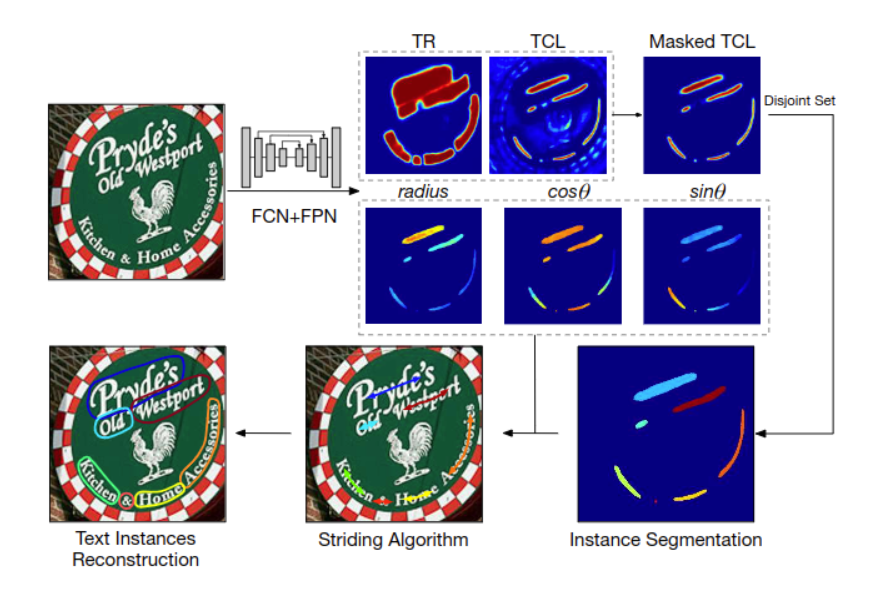 TR TCL Masked TCL
Disjoint Set
Pryde's
Old Westport
Kitchen & Home Accessories
FCN+FPN
radius cosθ sinθ
Pryde's
Old Westport
Kitchen & Home Accessories
Pryde's
Old Westport
Kitchen & Home Accessories
Text Instances
Reconstruction
Striding Algorithm
Instance Segmentation